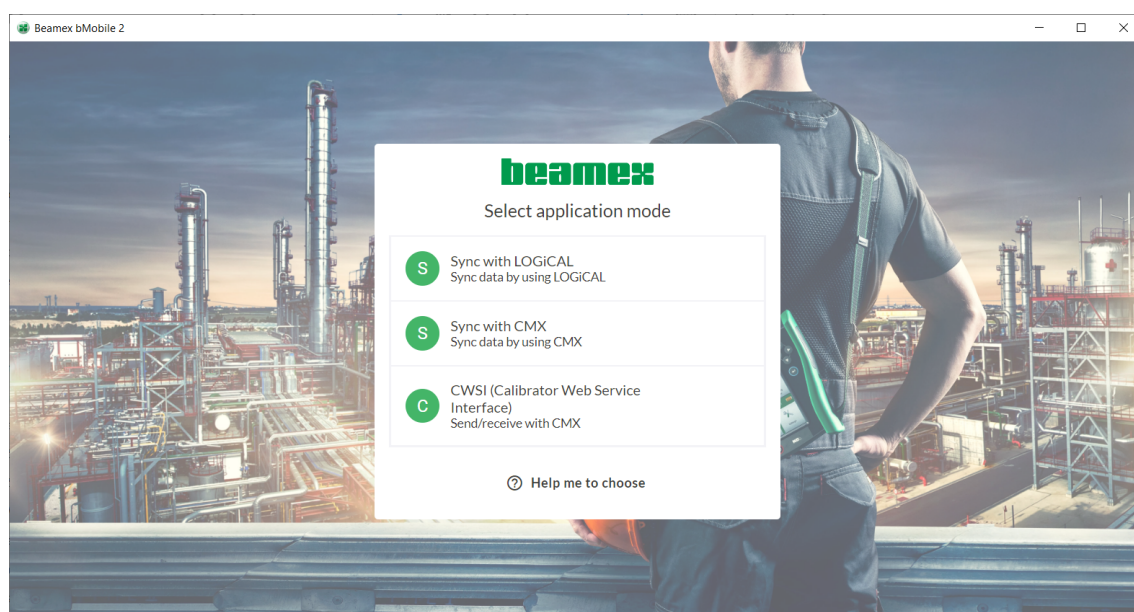 Beamex bMobile 2
beamex
Select application mode
S
Sync with LOGiCAL
Sync data by using LOGiCAL
S
Sync with CMX
Sync data by using CMX
C
CWSI (Calibrator Web Service
Interface)
Send/receive with CMX
? Help me to choose